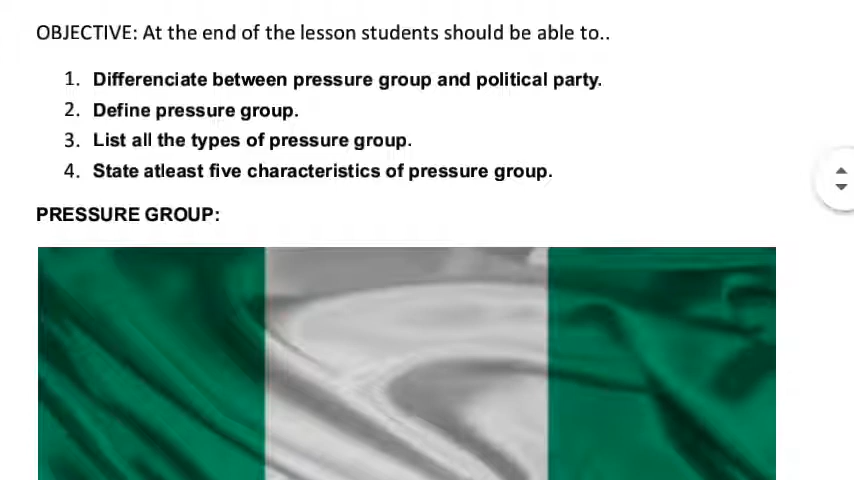 OBJECTIVE: At the end of the lesson students should be able to..
1. Differenciate between pressure group and political party.
2. Define pressure group.
3. List all the types of pressure group.
4. State atleast five characteristics of pressure group.
PRESSURE GROUP: